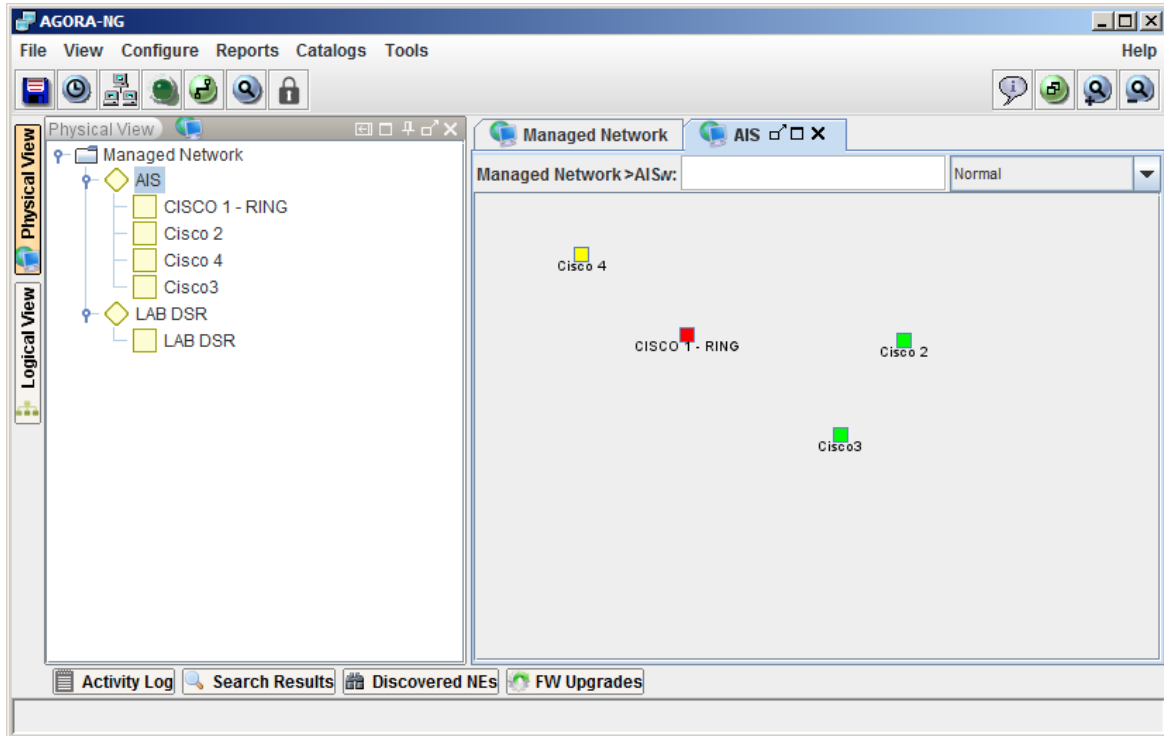 AGORA-NG
File View Configure Reports Catalogs Tools Help
Physical View
Logical View
Physical View
Managed Network
AIS
CISCO 1 - RING
Cisco 2
Cisco 4
Cisco3
LAB DSR
LAB DSR
Managed Network AIS
Managed Network >AISw: Normal
Cisco 4
CISCO 1 - RING
Cisco 2
Cisco3
Activity Log Search Results Discovered NEs FW Upgrades